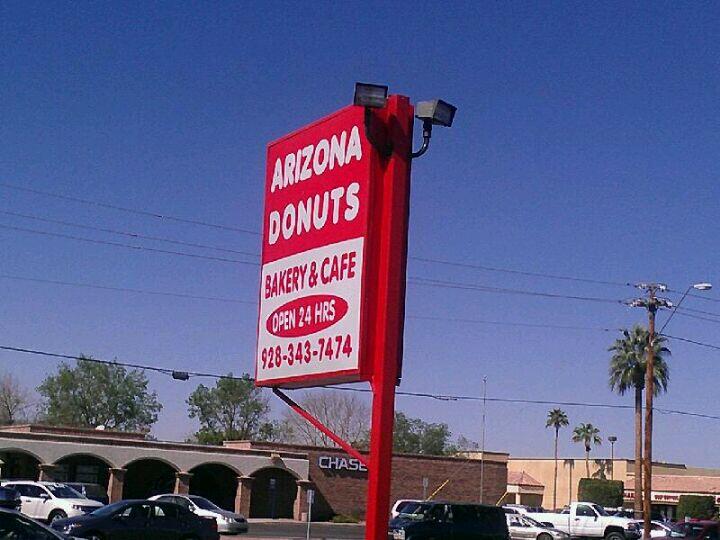 ARIZONA
DONUTS
BAKERY & CAFE
OPEN 24 HRS
928-343-7474
CHASE